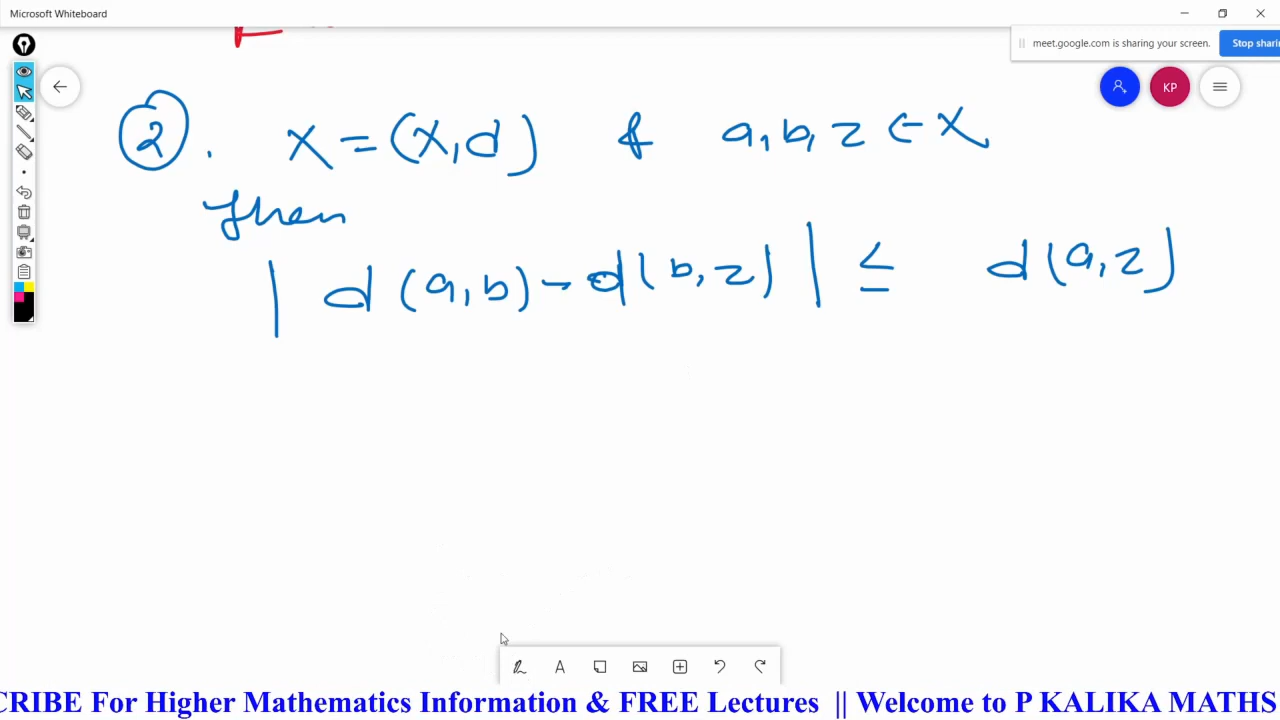 Microsoft Whiteboard
meet.google.com is sharing your screen.
Stop sharin
KP
2. X = (X, d) & a, b, z ∈ X,
then
| d(a, b) - d(b, z) | ≤ d(a, z)
A
CRIBE For Higher Mathematics Information & FREE Lectures || Welcome to P KALIKA MATHS